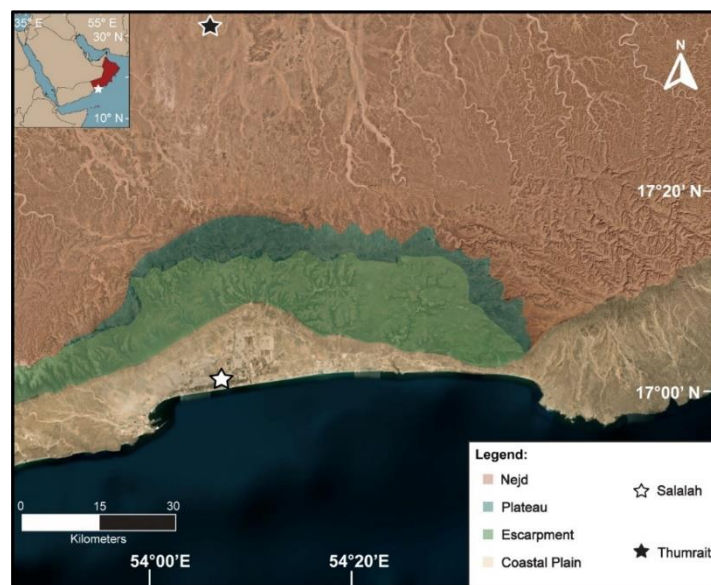 35° E 55° E
30° N
10° N
N
17°20' N
17°00' N
Legend:
Nejd
Plateau
Escarpment
Coastal Plain
Salalah
Thumrait
0 15 30
Kilometers
54°00'E 54°20'E